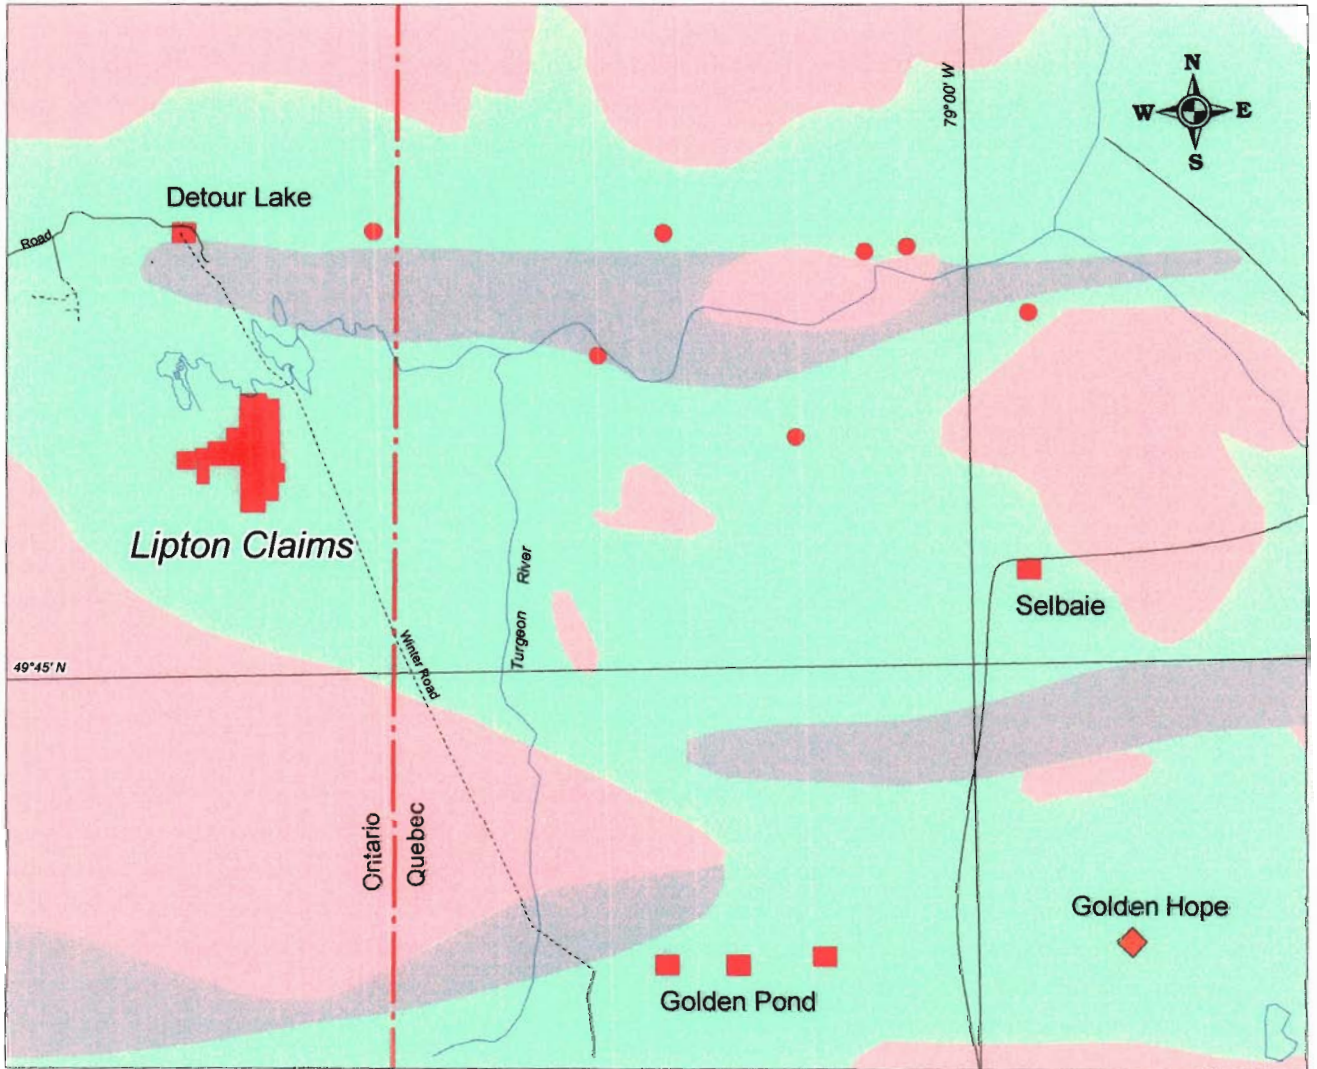 N
W E
S
79°00' W
Detour Lake
Road
Lipton Claims
Turgeon River
Selbaie
49°45' N
Winter Road
Ontario
Quebec
Golden Hope
Golden Pond